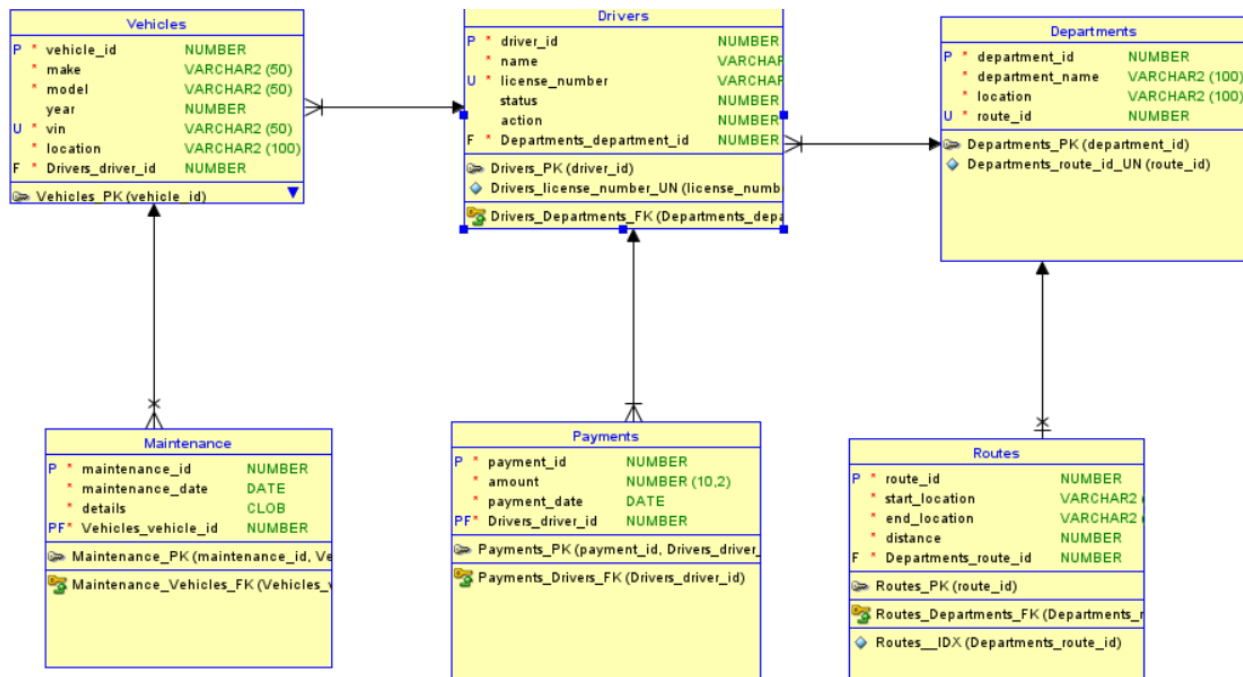 Vehicles
P * vehicle_id NUMBER
* make VARCHAR2 (50)
* model VARCHAR2 (50)
year NUMBER
U * vin VARCHAR2 (50)
* location VARCHAR2 (100)
F * Drivers_driver_id NUMBER
Vehicles_PK (vehicle_id)
Drivers
P * driver_id NUMBER
* name VARCHAR
U * license_number VARCHAR
status NUMBER
action NUMBER
F * Departments_department_id NUMBER
Drivers_PK (driver_id)
Drivers_license_number_UN (license_numb
Drivers_Departments_FK (Departments_depa
Departments
P * department_id NUMBER
* department_name VARCHAR2 (100)
* location VARCHAR2 (100)
U * route_id NUMBER
Departments_PK (department_id)
Departments_route_id_UN (route_id)
Maintenance
P * maintenance_id NUMBER
* maintenance_date DATE
* details CLOB
PF * Vehicles_vehicle_id NUMBER
Maintenance_PK (maintenance_id, Ve
Maintenance_Vehicles_FK (Vehicles_v
Payments
P * payment_id NUMBER
* amount NUMBER (10,2)
* payment_date DATE
PF * Drivers_driver_id NUMBER
Payments_PK (payment_id, Drivers_driver_
Payments_Drivers_FK (Drivers_driver_id)
Routes
P * route_id NUMBER
* start_location VARCHAR2
* end_location VARCHAR2
* distance NUMBER
F * Departments_route_id NUMBER
Routes_PK (route_id)
Routes_Departments_FK (Departments_r
Routes__IDX (Departments_route_id)